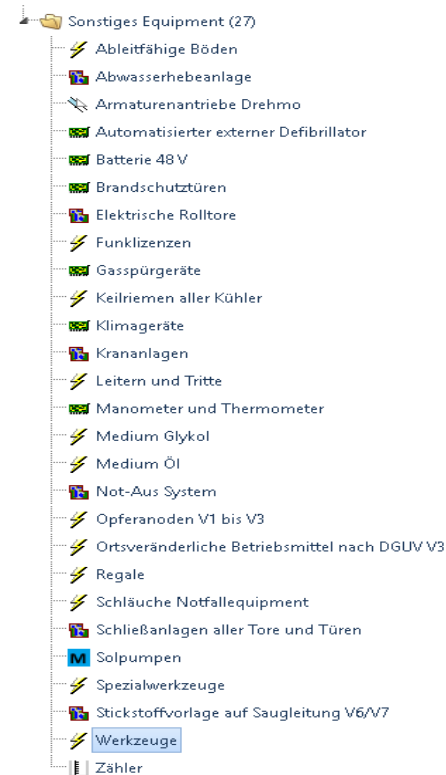 Sonstiges Equipment (27)
Ableitfähige Böden
Abwasserhebeanlage
Armaturenantriebe Drehmo
Automatisierter externer Defibrillator
Batterie 48 V
Brandschutztüren
Elektrische Rolltore
Funklizenzen
Gasspürgeräte
Keilriemen aller Kühler
Klimageräte
Krananlagen
Leitern und Tritte
Manometer und Thermometer
Medium Glykol
Medium Öl
Not-Aus System
Opferanoden V1 bis V3
Ortsveränderliche Betriebsmittel nach DGUV V3
Regale
Schläuche Notfallequipment
Schließanlagen aller Tore und Türen
M Solpumpen
Spezialwerkzeuge
Stickstoffvorlage auf Saugleitung V6/V7
Werkzeuge
Zähler